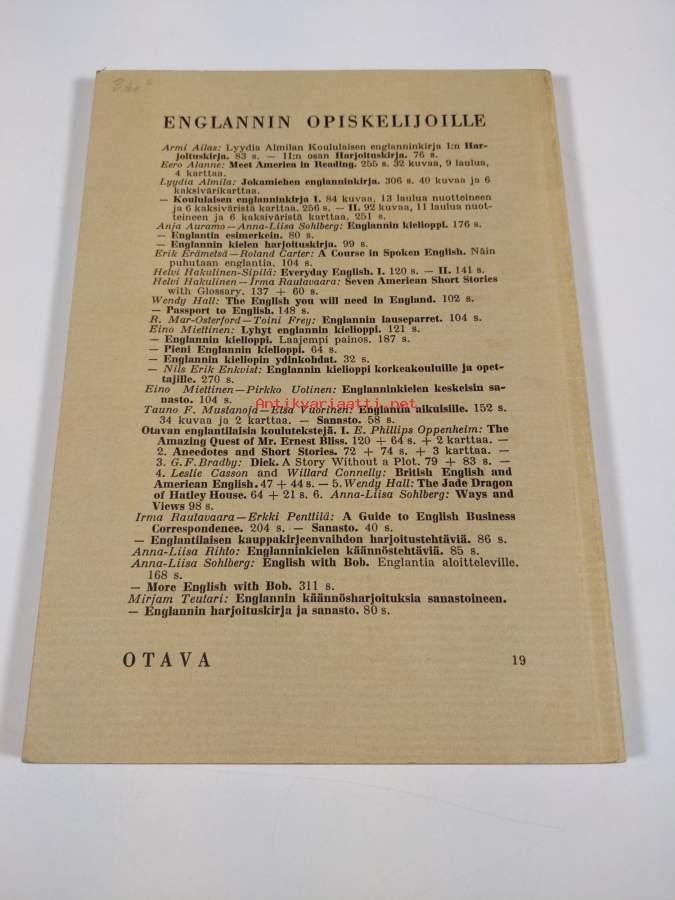 ENGLANNIN OPISKELIJOILLE
Armi Ailas: Lyydia Almilan Koululaisen englanninkirja I:n Har-
joituskirja. 83 s. — II:n osan Harjoituskirja. 76 s.
Eero Alanne: Meet America in Reading. 255 s. 32 kuvaa, 9 laulua,
4 karttaa.
Lyydia Almila: Jokamiehen englanninkirja. 306 s. 40 kuvaa ja 6
kaksivärikarttaa.
— Koululaisen englanninkirja I. 84 kuvaa, 13 laulua nuotteineen
ja 6 kaksiväristä karttaa. 256 s. — II. 92 kuvaa, 11 laulua nuot-
teineen ja 6 kaksiväristä karttaa. 251 s.
Anja Auramo—Anna-Liisa Sohlberg: Englannin kielioppi. 176 s.
— Englantia esimerkein. 80 s.
— Englannin kielen harjoituskirja. 99 s.
Erik Erämetsä—Roland Carter: A Course in Spoken English. Näin
puhutaan englantia. 104 s.
Helvi Hakulinen-Sipilä: Everyday English. I. 120 s. — II. 141 s.
Helvi Hakulinen—Irma Rautavaara: Seven American Short Stories
with Glossary. 137 + 60 s.
Wendy Hall: The English you will need in England. 102 s.
— Passport to English. 148 s.
R. Mar-Osterford—Toini Frey: Englannin lauseparret. 104 s.
Eino Miettinen: Lyhyt englannin kielioppi. 121 s.
— Englannin kielioppi. Laajempi painos. 187 s.
— Pieni Englannin kielioppi. 64 s.
— Englannin kieliopin ydinkohdat. 32 s.
— Nils Erik Enkvist: Englannin kielioppi korkeakouluille ja opet-
tajille. 270 s.
Eino Miettinen—Pirkko Uotinen: Englanninkielen keskeisin sa-
nasto. 104 s.
Antikvariaatti.net
Tauno F. Mustanoja—Elsa Vuorinen: Englantia aikuisille. 152 s.
34 kuvaa ja 2 karttaa. — Sanasto. 58 s.
Otavan englantilaisia koulutekstejä. I. E. Phillips Oppenheim: The
Amazing Quest of Mr. Ernest Bliss. 120 + 64 s. + 2 karttaa. —
2. Anecdotes and Short Stories. 72 + 74 s. + 3 karttaa. —
3. G.F. Bradby: Dick. A Story Without a Plot. 79 + 83 s. —
4. Leslie Casson and Willard Connelly: British English and
American English. 47 + 44 s. — 5. Wendy Hall: The Jade Dragon
of Hatley House. 64 + 21 s. 6. Anna-Liisa Sohlberg: Ways and
Views 98 s.
Irma Rautavaara—Erkki Penttilä: A Guide to English Business
Correspondence. 204 s. — Sanasto. 40 s.
— Englantilaisen kauppakirjeenvaihdon harjoitustehtäviä. 86 s.
Anna-Liisa Rihto: Englanninkielen käännöstehtäviä. 85 s.
Anna-Liisa Sohlberg: English with Bob. Englantia aloitteleville.
168 s.
— More English with Bob. 311 s.
Mirjam Teutari: Englannin käännösharjoituksia sanastoineen.
— Englannin harjoituskirja ja sanasto. 80 s.
OTAVA 19